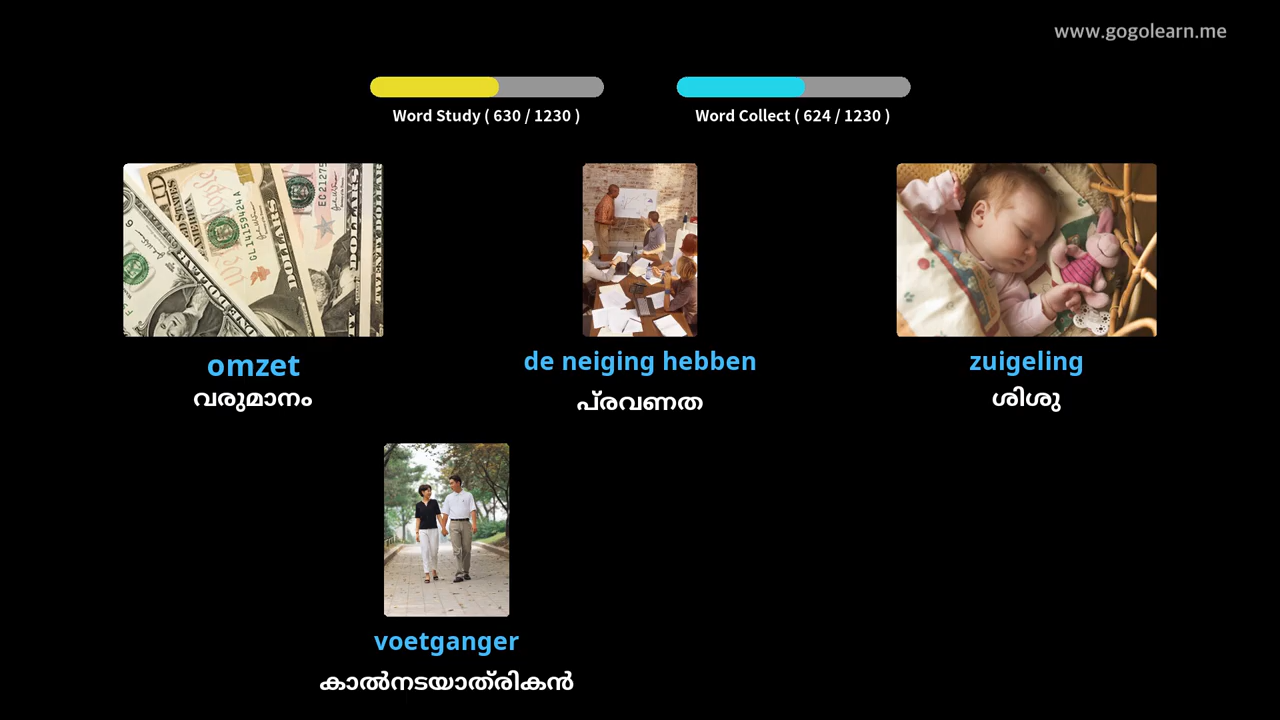 www.gogolearn.me
Word Study ( 630 / 1230 )
Word Collect ( 624 / 1230 )
omzet
de neiging hebben
zuigeling
വരുമാനം
പ്രവണത
ശിശു
voetganger
കാൽനടയാത്രികൻ